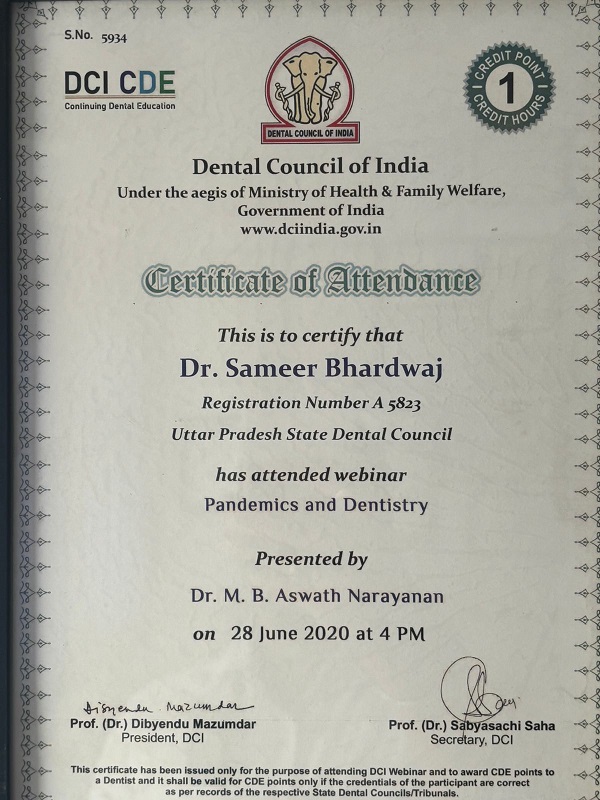 S.No. 5934
DCI CDE
Continuing Dental Education
CREDIT POINT
1
CREDIT HOURS
DENTAL COUNCIL OF INDIA
Dental Council of India
Under the aegis of Ministry of Health & Family Welfare,
Government of India
www.dciindia.gov.in
Certificate of Attendance
This is to certify that
Dr. Sameer Bhardwaj
Registration Number A 5823
Uttar Pradesh State Dental Council
has attended webinar
Pandemics and Dentistry
Presented by
Dr. M. B. Aswath Narayanan
on 28 June 2020 at 4 PM
Dibyendu Mazumdar
Prof. (Dr.) Dibyendu Mazumdar
President, DCI
Prof. (Dr.) Sabyasachi Saha
Secretary, DCI
This certificate has been issued only for the purpose of attending DCI Webinar and to award CDE points to
a Dentist and it shall be valid for CDE points only if the credentials of the participant are correct
as per records of the respective State Dental Councils/Tribunals.